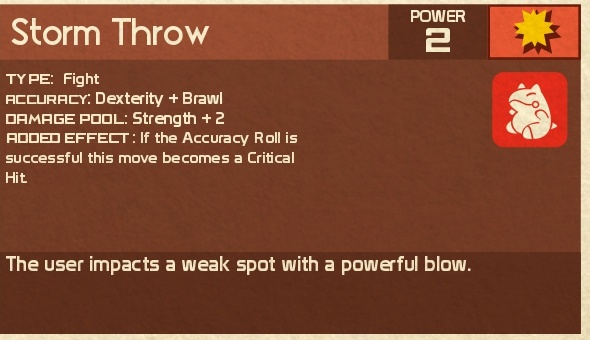 Storm Throw
POWER
2
TYPE: Fight
ACCURACY: Dexterity + Brawl
DAMAGE POOL: Strength + 2
ADDED EFFECT: If the Accuracy Roll is
successful this move becomes a Critical
Hit.
The user impacts a weak spot with a powerful blow.